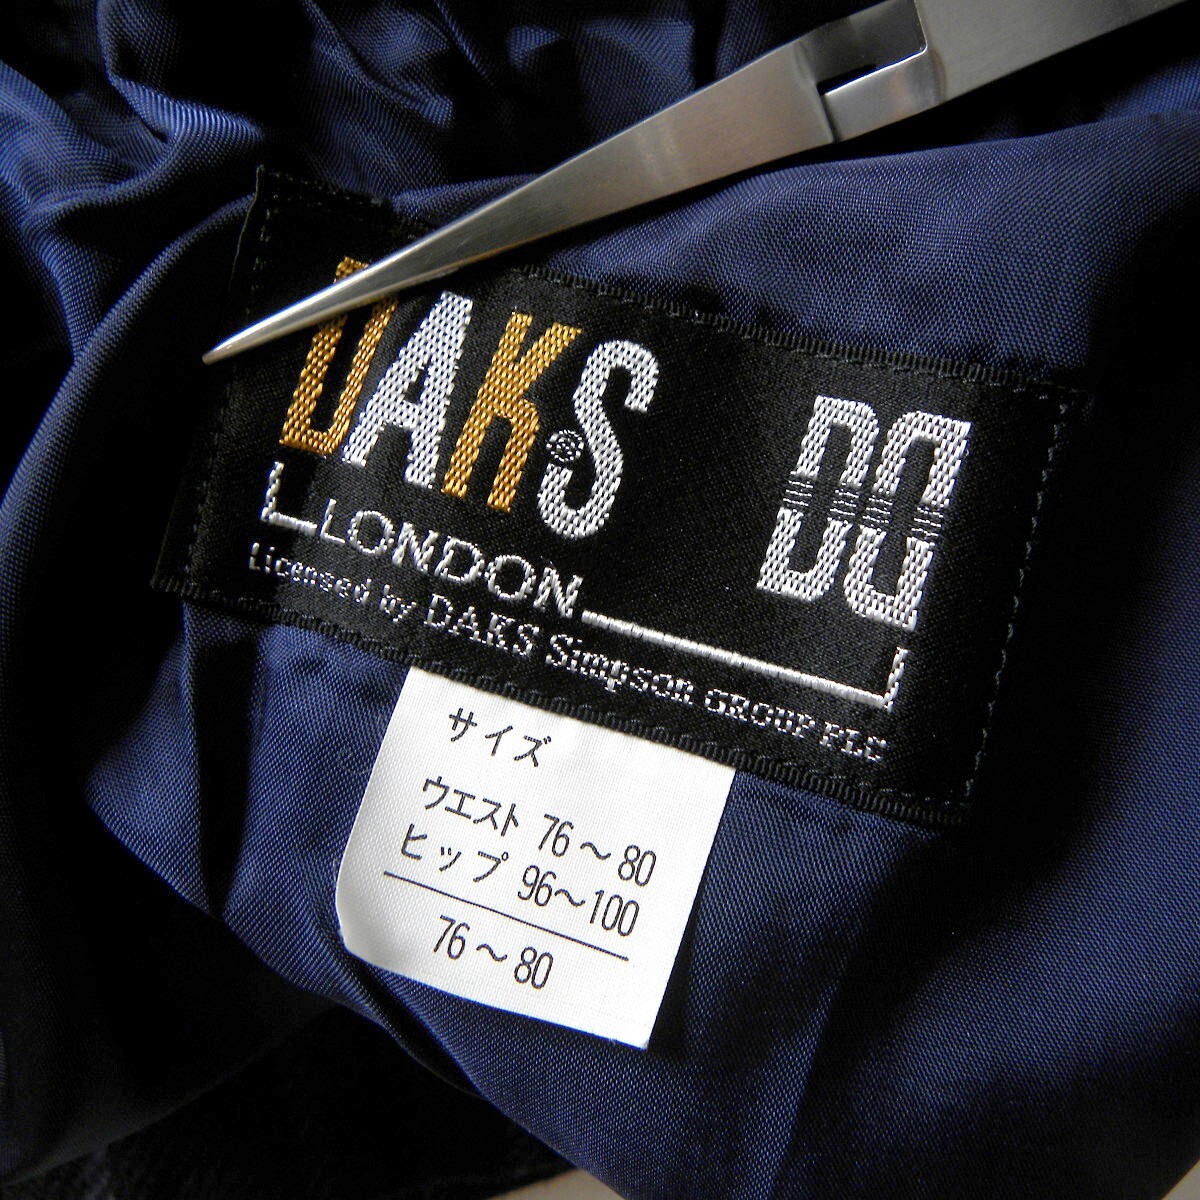 DAKS DG
LONDON
Licensed by DAKS Simpson GROUP PLC
サイズ
ウエスト 76〜80
ヒップ 96〜100
76〜80